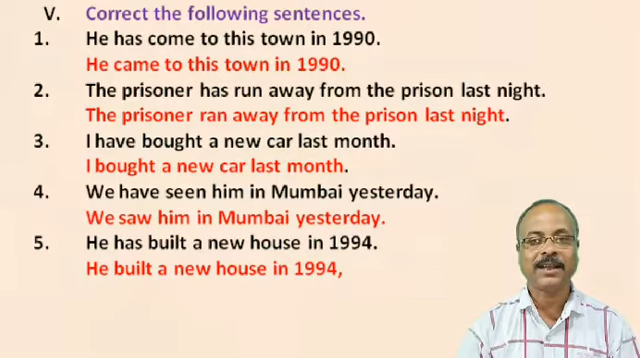 V. Correct the following sentences.
1. He has come to this town in 1990.
He came to this town in 1990.
2. The prisoner has run away from the prison last night.
The prisoner ran away from the prison last night.
3. I have bought a new car last month.
I bought a new car last month.
4. We have seen him in Mumbai yesterday.
We saw him in Mumbai yesterday.
5. He has built a new house in 1994.
He built a new house in 1994,